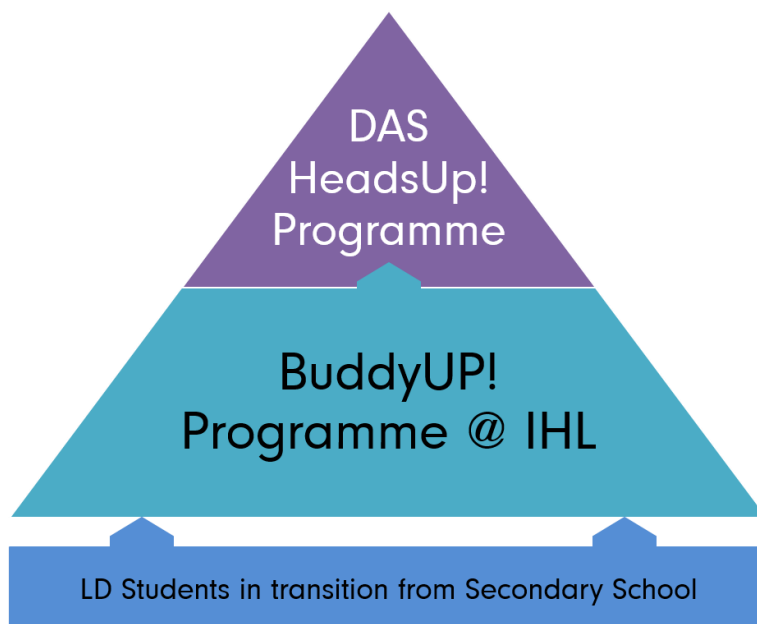 DAS
HeadsUp!
Programme
BuddyUP!
Programme @ IHL
LD Students in transition from Secondary School